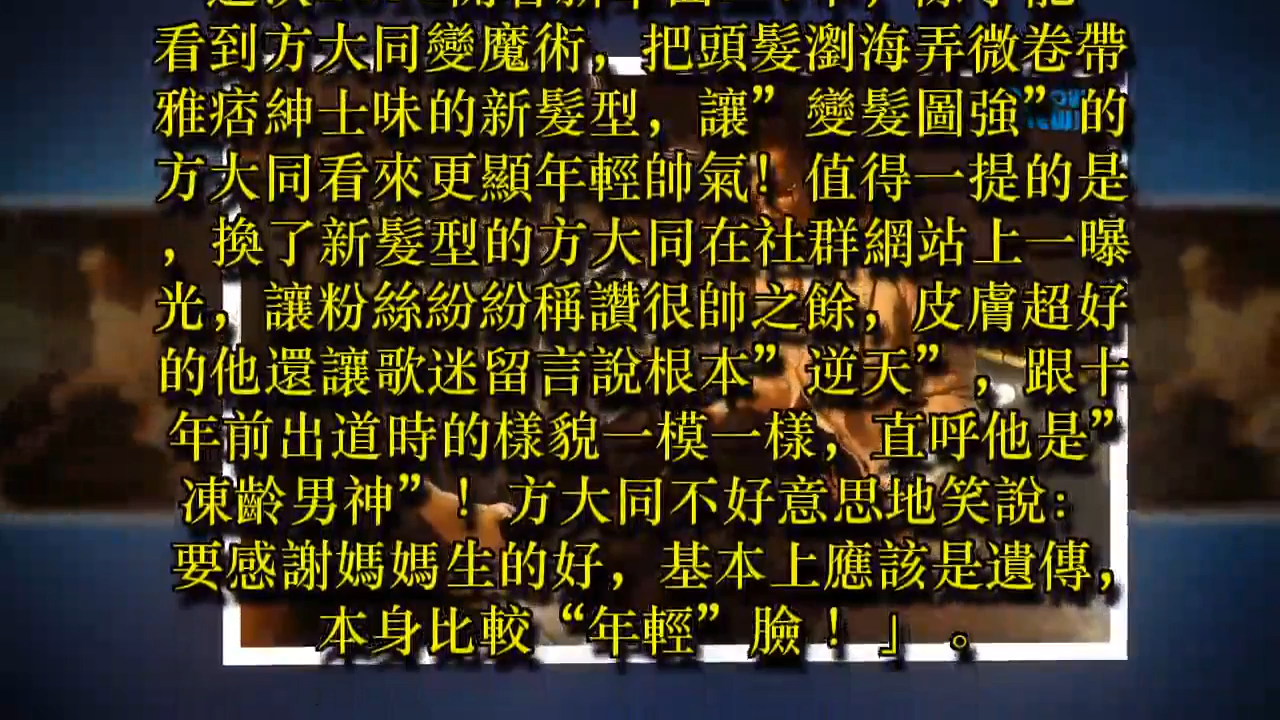 看到方大同變魔術，把頭髮瀏海弄微卷帶
雅痞紳士味的新髮型，讓”變髮圖強”的
方大同看來更顯年輕帥氣！值得一提的是
，換了新髮型的方大同在社群網站上一曝
光，讓粉絲紛紛稱讚很帥之餘，皮膚超好
的他還讓歌迷留言說根本”逆天”，跟十
年前出道時的樣貌一模一樣，直呼他是”
凍齡男神”！方大同不好意思地笑說：
要感謝媽媽生的好，基本上應該是遺傳，
本身比較“年輕”臉！」。